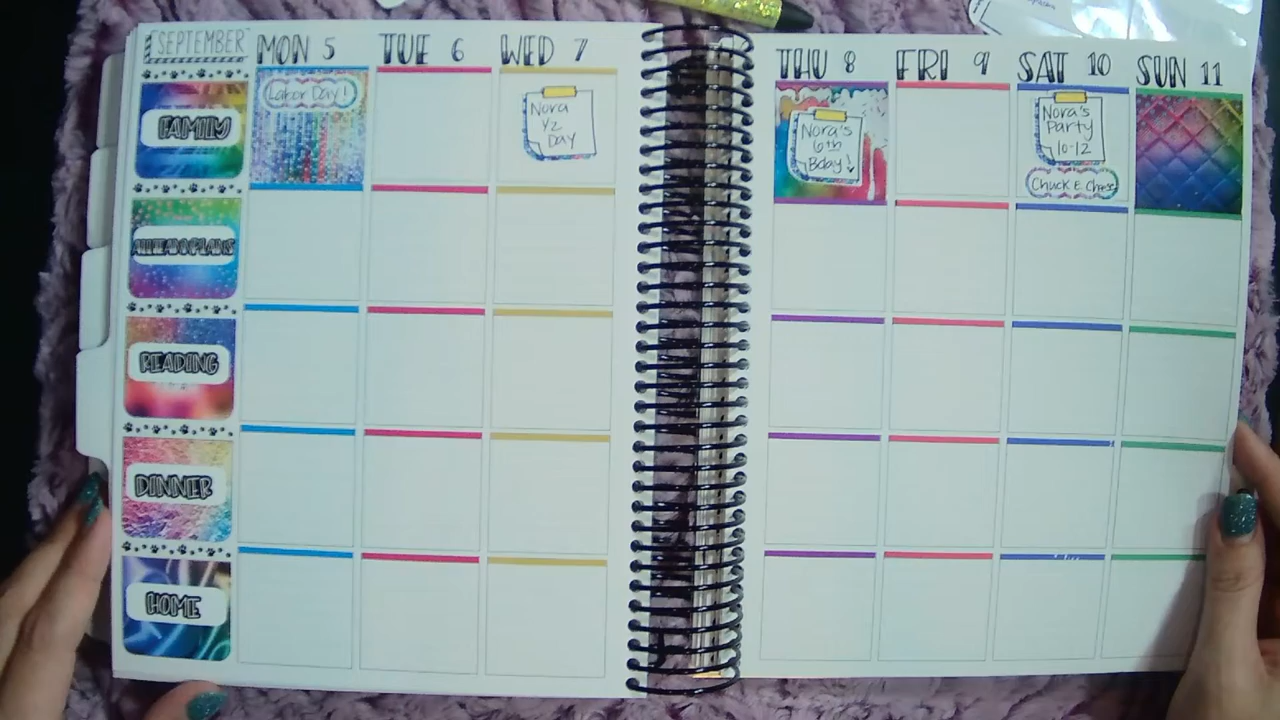 SEPTEMBER
MON 5
TUE 6
WED 7
THU 8
FRI 9
SAT 10
SUN 11
FAMILY
Labor Day!
Nora
1/2
Day
Nora's
6th
Bday!
Nora's
Party
10-12
Chuck E. Cheese
READING
DINNER
HOME